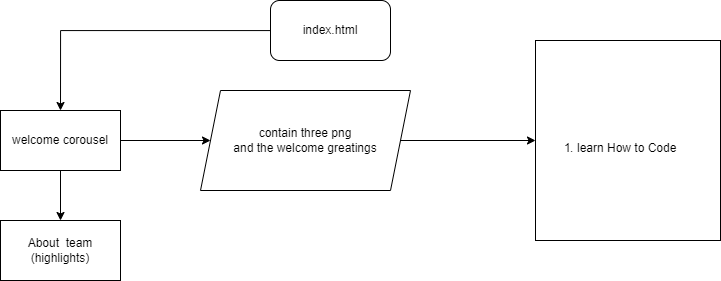 index.html
welcome corousel
contain three png
and the welcome greatings
1. learn How to Code
About team
(highlights)